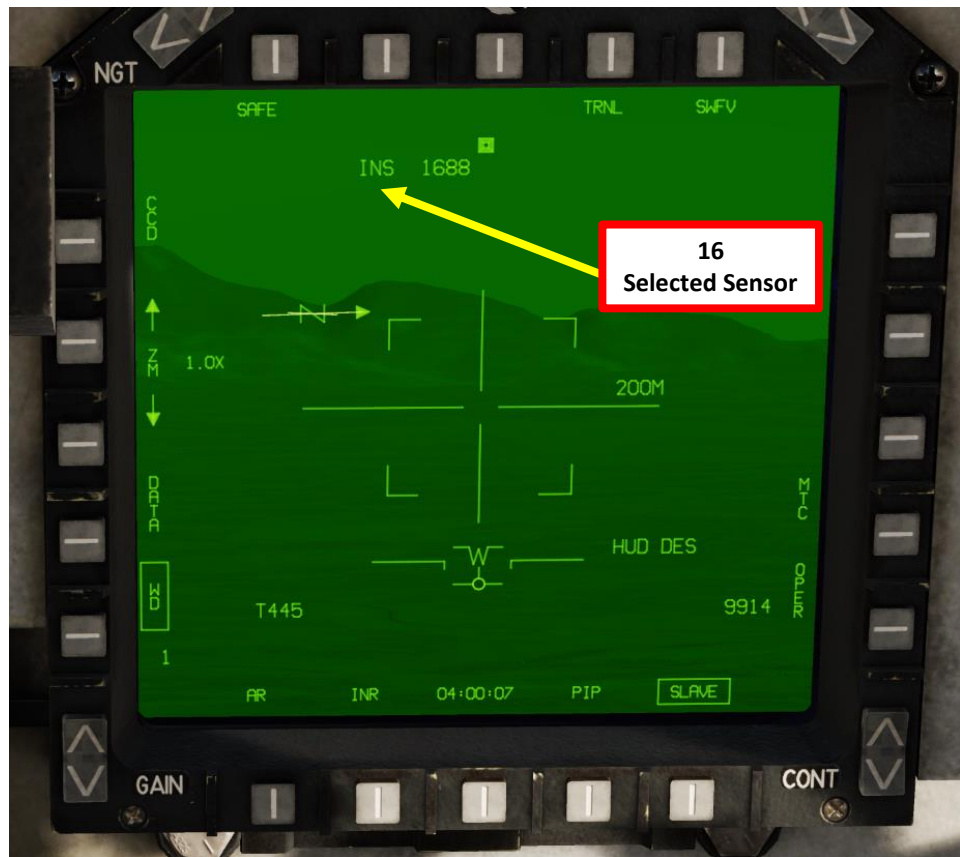 NGT
SAFE
TRNL
SWFV
INS 1688
CCD
16
Selected Sensor
N
ZM
1.0X
200M
DATA
MTC
W
HUD DES
WD
T445
9914
OPER
1
AR
INR
04:00:07
PIP
SLAVE
GAIN
CONT